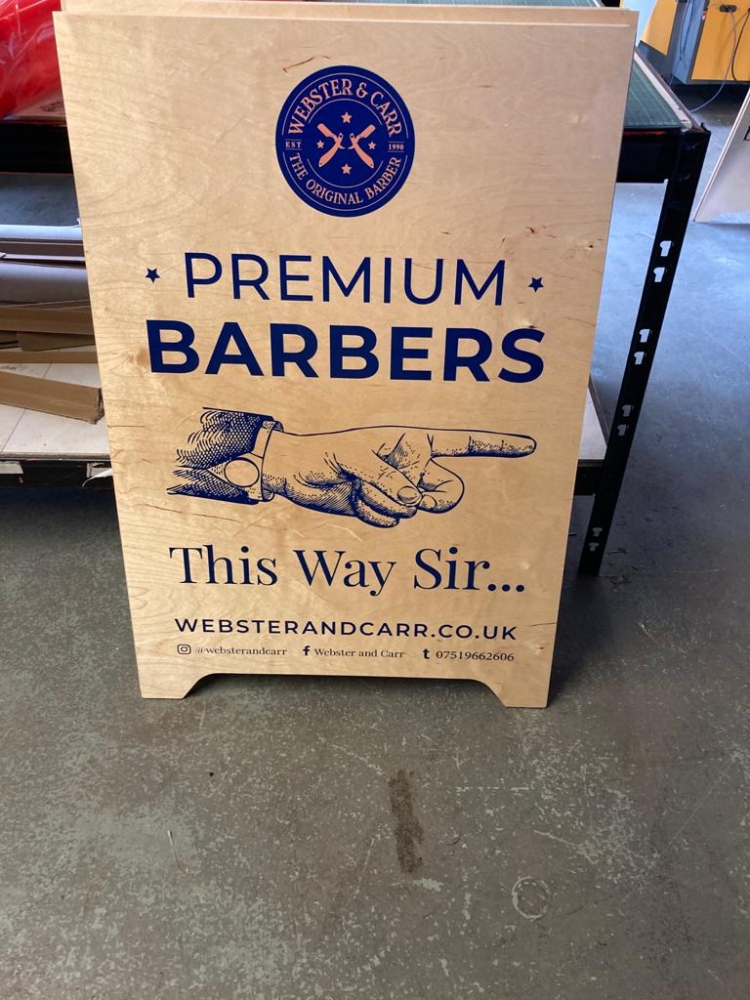 WEBSTER & CARR
EST 1990
THE ORIGINAL BARBER
PREMIUM
BARBERS
This Way Sir...
WEBSTERANDCARR.CO.UK
@websterandcarr f Webster and Carr t 07519662606